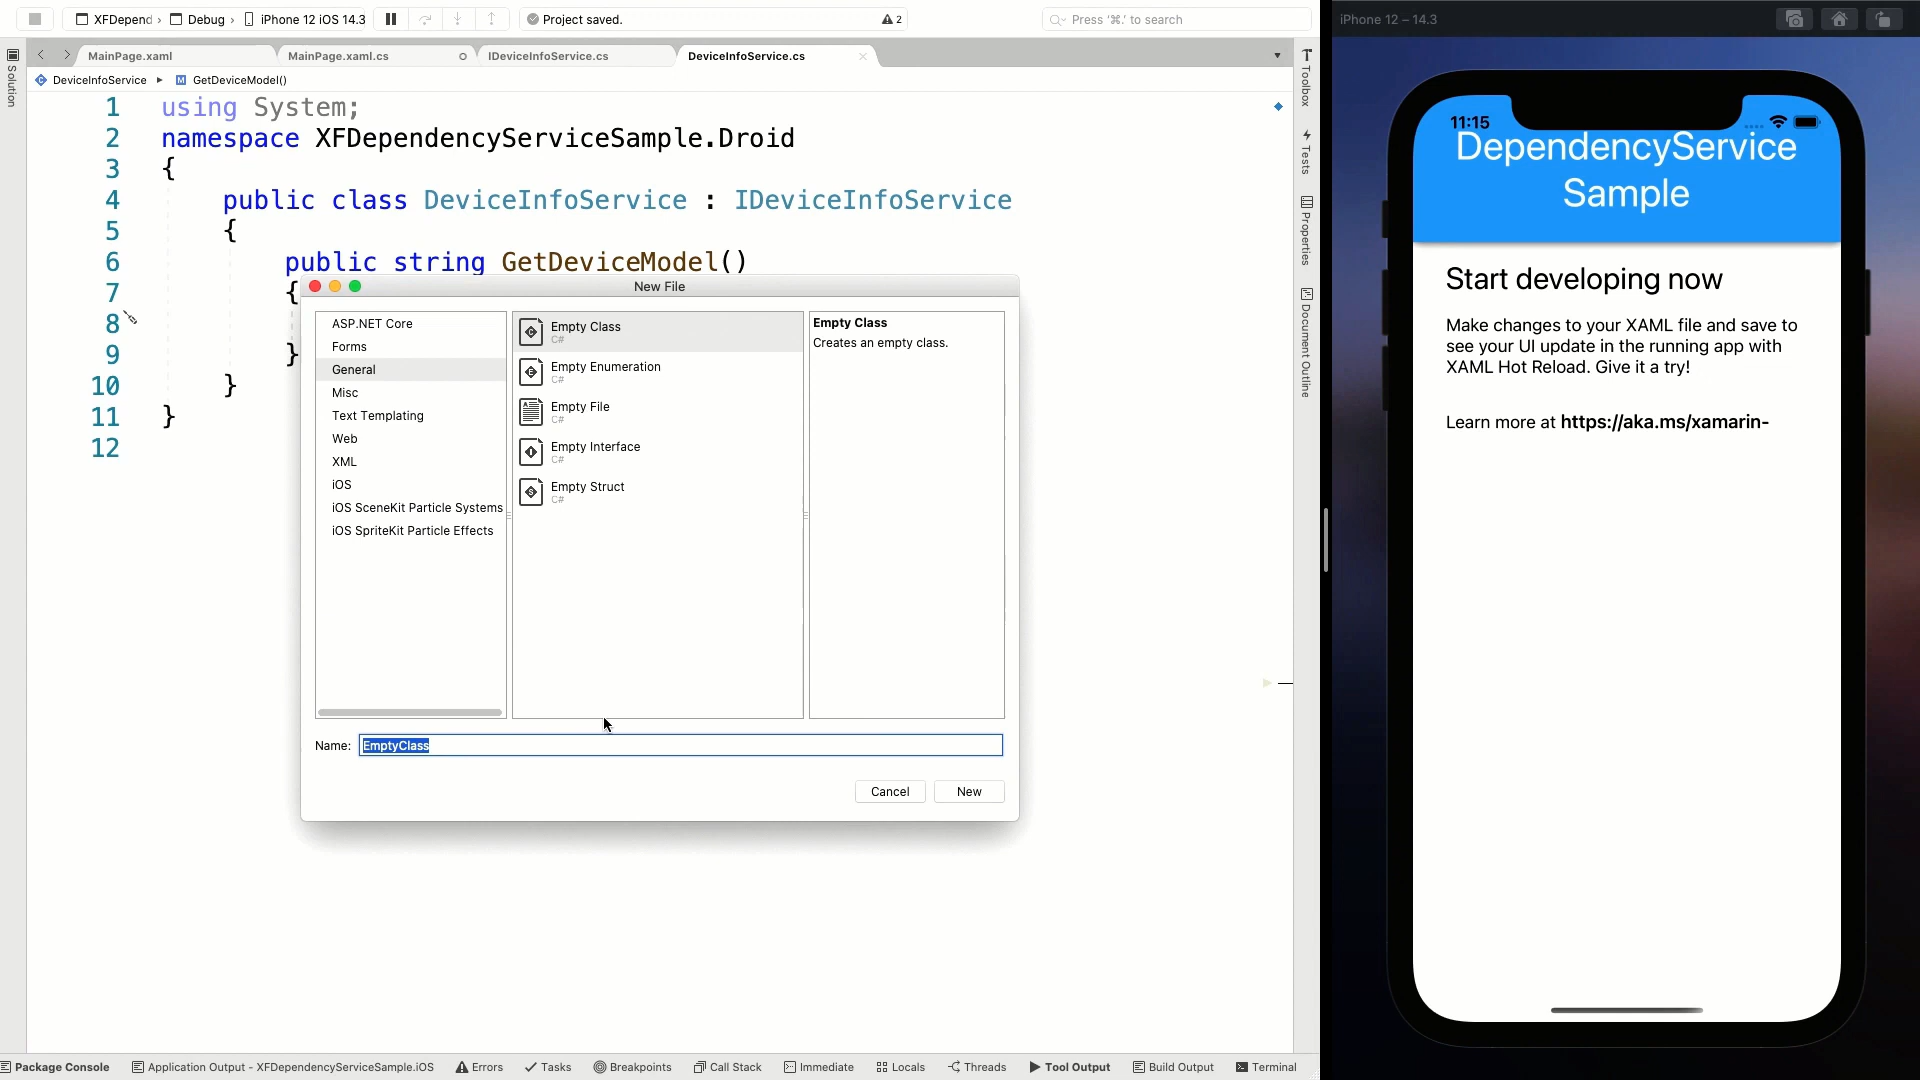 XFDepend › Debug › iPhone 12 iOS 14.3
Project saved.
2
Press ‘⌘.’ to search
iPhone 12 – 14.3
MainPage.xaml
MainPage.xaml.cs
IDeviceInfoService.cs
DeviceInfoService.cs
Solution
DeviceInfoService
GetDeviceModel()
1 using System;
2 namespace XFDependencyServiceSample.Droid
3 {
4 public class DeviceInfoService : IDeviceInfoService
5 {
6 public string GetDeviceModel()
7 {
8
9 }
10 }
11 }
12
New File
ASP.NET Core
Forms
General
Misc
Text Templating
Web
XML
iOS
iOS SceneKit Particle Systems
iOS SpriteKit Particle Effects
Empty Class
C#
Empty Enumeration
C#
Empty File
C#
Empty Interface
C#
Empty Struct
C#
Empty Class
Creates an empty class.
Name: EmptyClass
Cancel
New
Toolbox
Tests
Properties
Document Outline
11:15
DependencyService
Sample
Start developing now
Make changes to your XAML file and save to
see your UI update in the running app with
XAML Hot Reload. Give it a try!
Learn more at https://aka.ms/xamarin-
Package Console
Application Output - XFDependencyServiceSample.iOS
Errors
Tasks
Breakpoints
Call Stack
Immediate
Locals
Threads
Tool Output
Build Output
Terminal